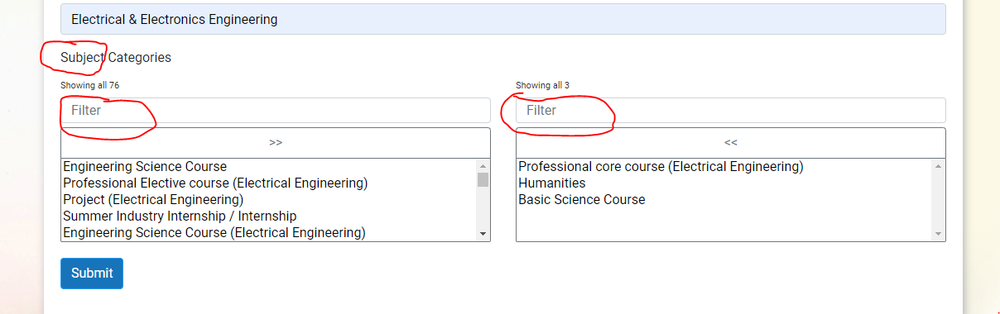 Electrical & Electronics Engineering
Subject Categories
Showing all 76
Showing all 3
Filter
Filter
>>
<<
Engineering Science Course
Professional Elective course (Electrical Engineering)
Project (Electrical Engineering)
Summer Industry Internship / Internship
Engineering Science Course (Electrical Engineering)
Professional core course (Electrical Engineering)
Humanities
Basic Science Course
Submit